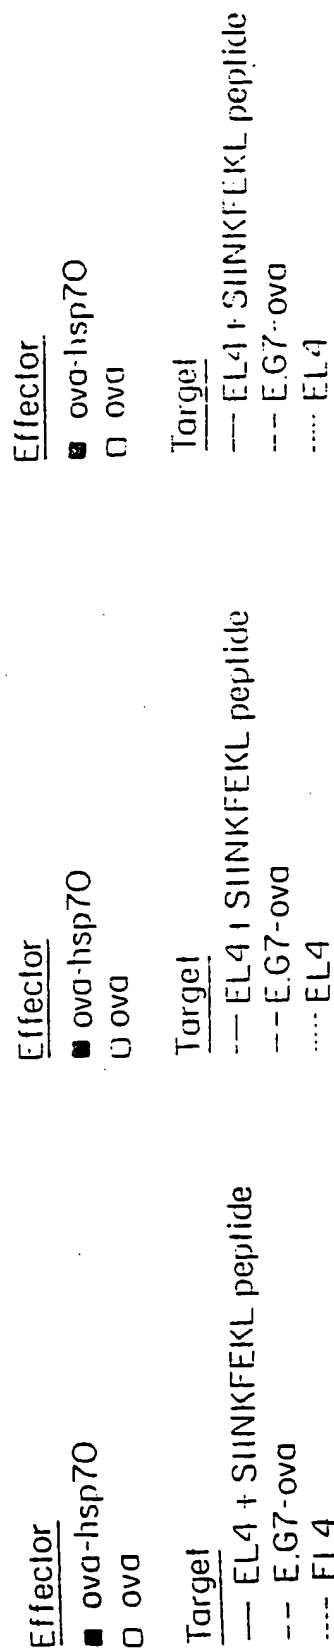 Effector
■ ova-hsp70
□ ova
Target
— EL4 + SIINKFEKL peptide
-- E.G7-ova
---- EL4
Effector
■ ova-hsp70
□ ova
Target
-— EL4 + SIINKFEKL peptide
-- E.G7-ova
..... EL4
Effector
■ ova-hsp70
□ ova
Target
— EL4 + SIINKFEKL peptide
--- E.G7-ova
..... EL4